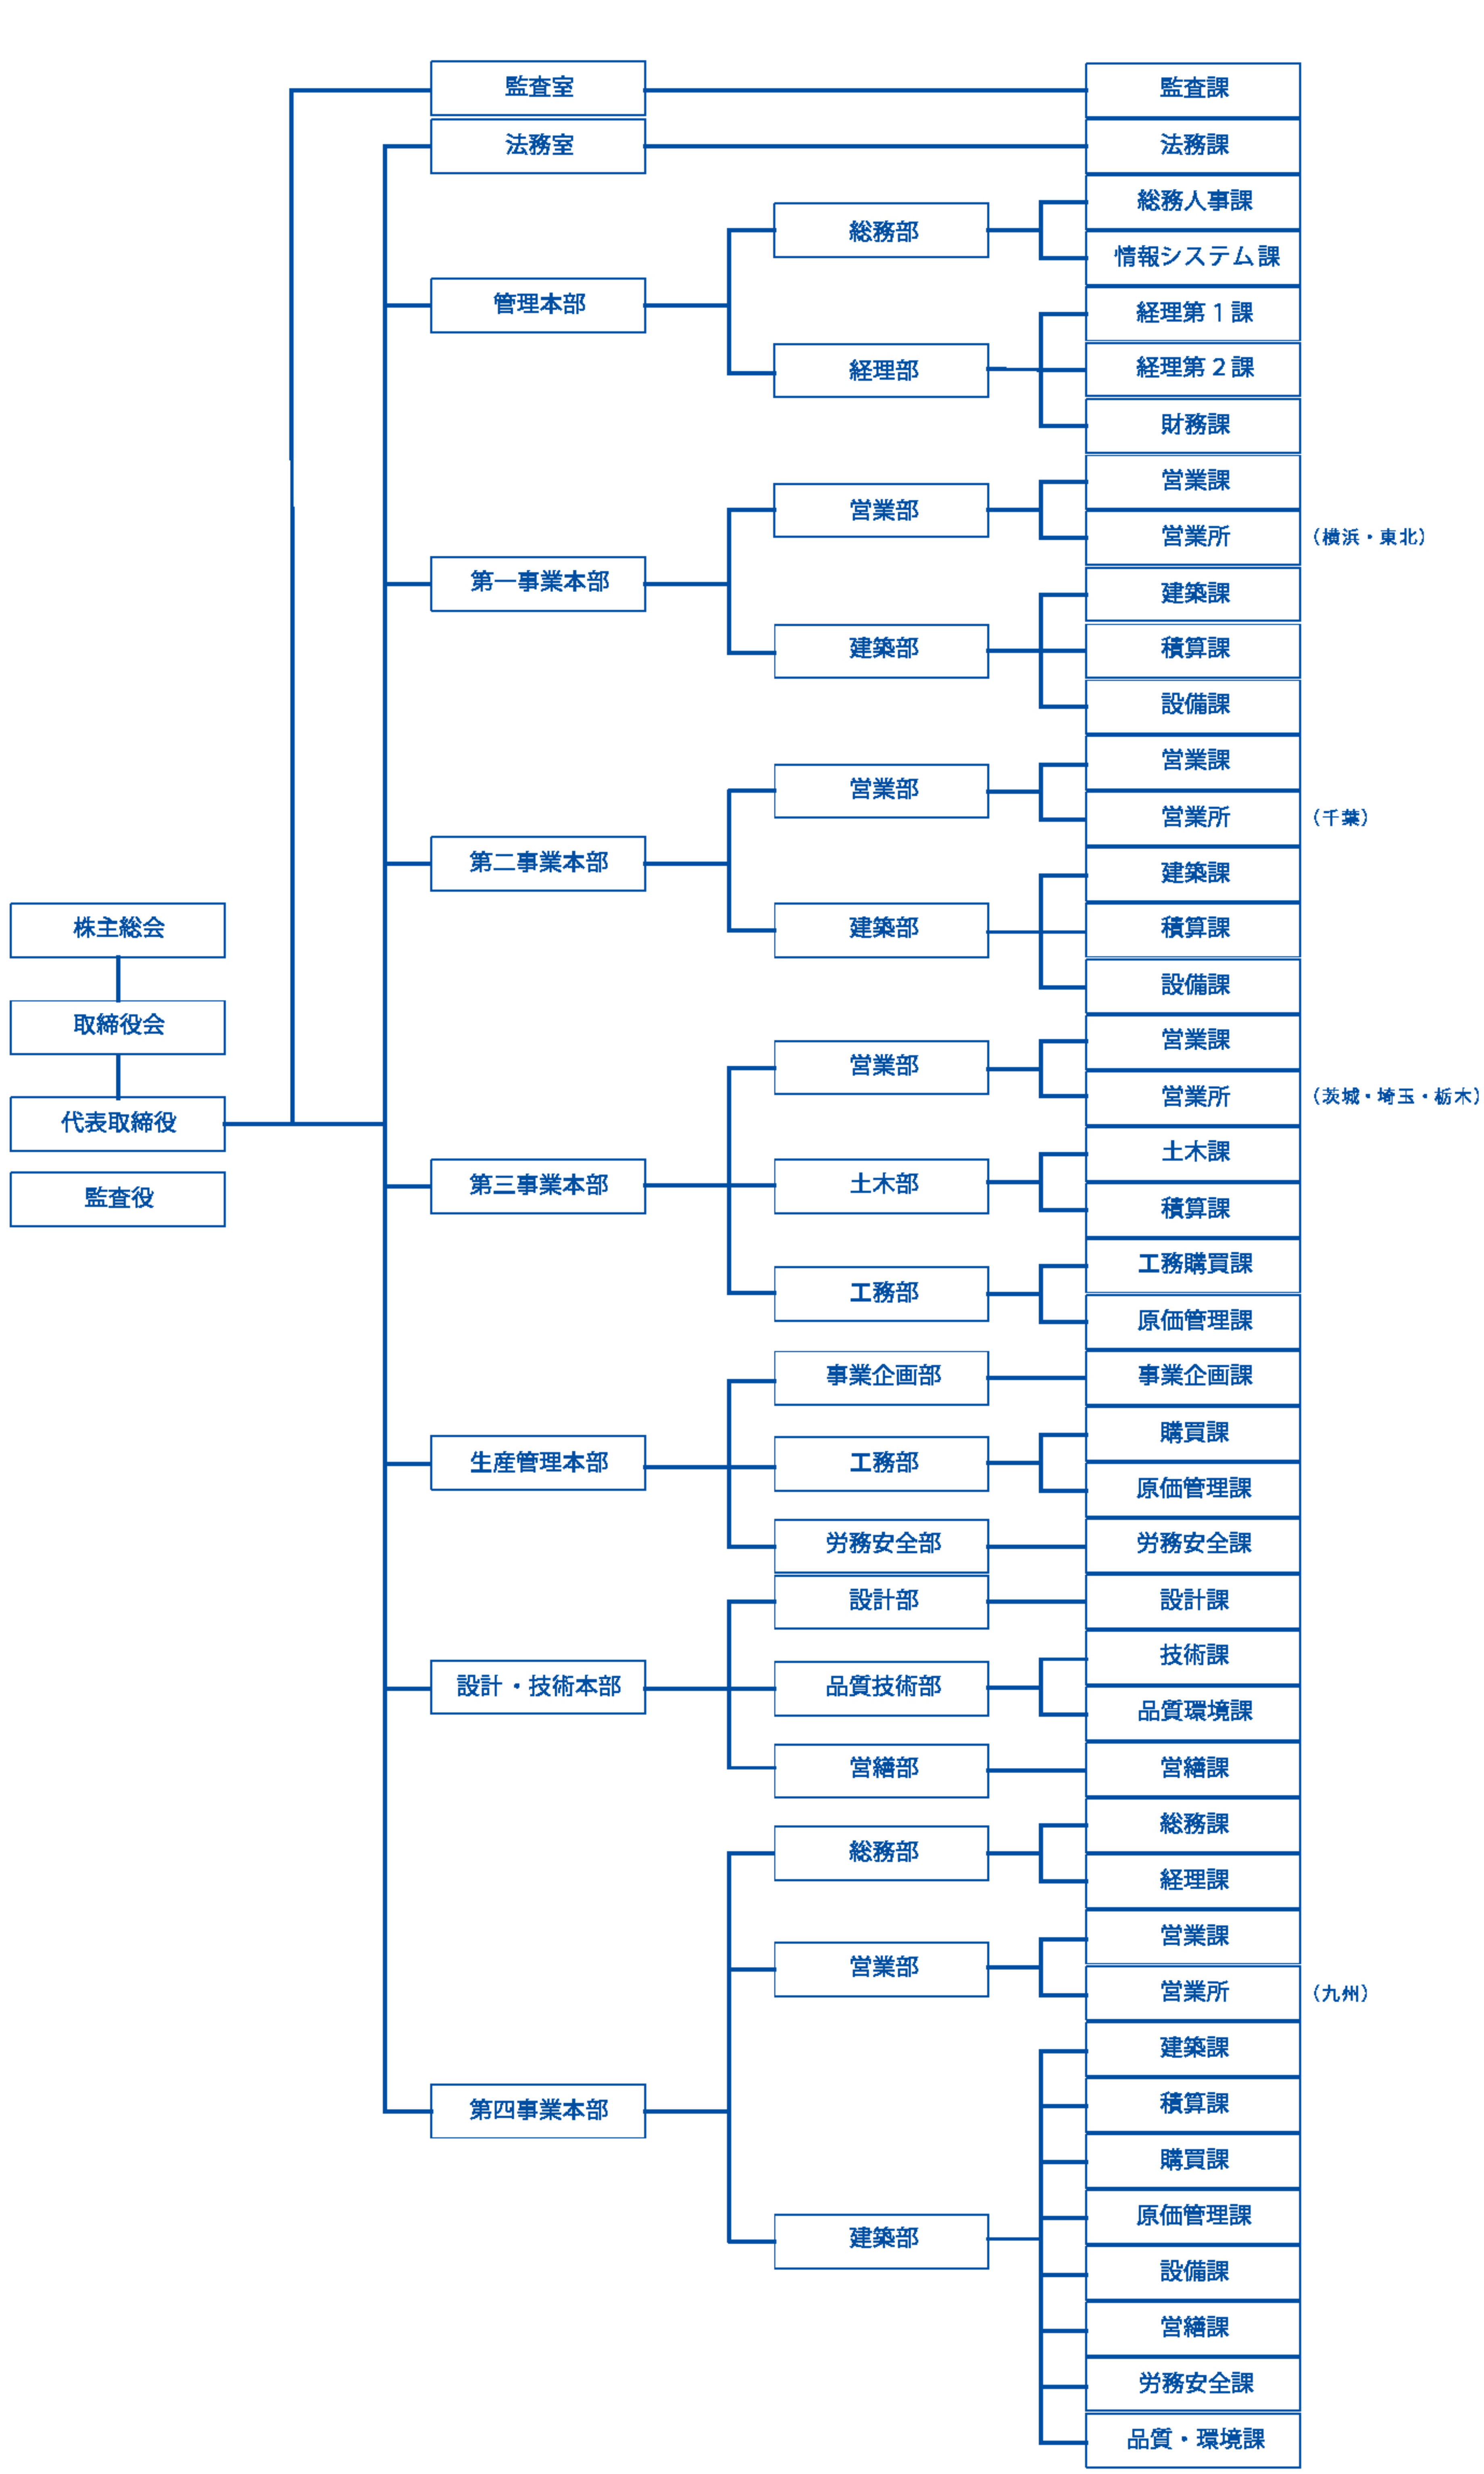 監査室
監査課
法務室
法務課
総務人事課
総務部
情報システム課
管理本部
経理第1課
経理部
経理第2課
財務課
営業課
営業部
営業所
（横浜・東北）
第一事業本部
建築課
建築部
積算課
設備課
営業課
営業部
営業所
（千葉）
第二事業本部
建築課
建築部
積算課
設備課
株主総会
取締役会
代表取締役
監査役
営業課
営業部
営業所
（茨城・埼玉・栃木）
第三事業本部
土木課
土木部
積算課
工務購買課
工務部
原価管理課
事業企画部
事業企画課
生産管理本部
購買課
工務部
原価管理課
労務安全部
労務安全課
設計部
設計課
設計・技術本部
技術課
品質技術部
品質環境課
営繕部
営繕課
総務課
総務部
経理課
営業課
営業部
営業所
（九州）
第四事業本部
建築課
積算課
購買課
原価管理課
建築部
設備課
営繕課
労務安全課
品質・環境課